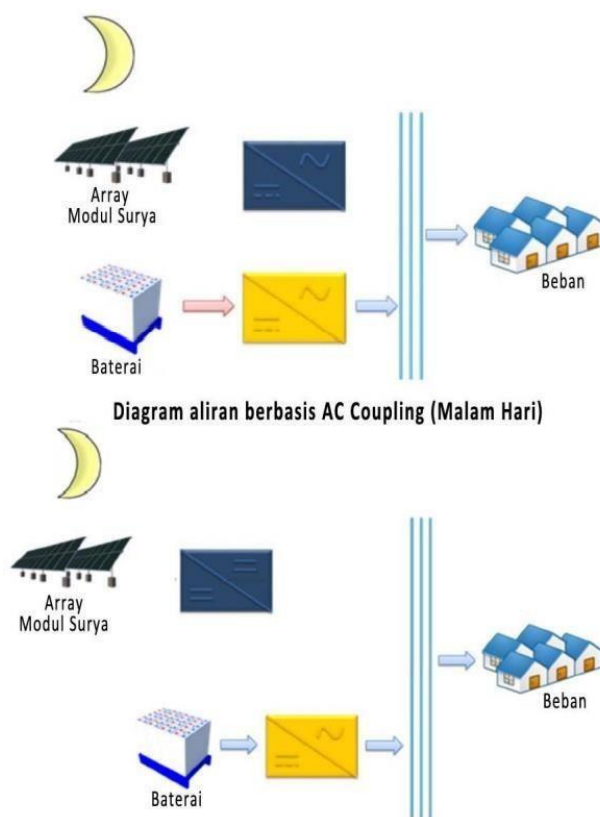 Array
Modul Surya
Beban
Baterai
Diagram aliran berbasis AC Coupling (Malam Hari)
Array
Modul Surya
Beban
Baterai